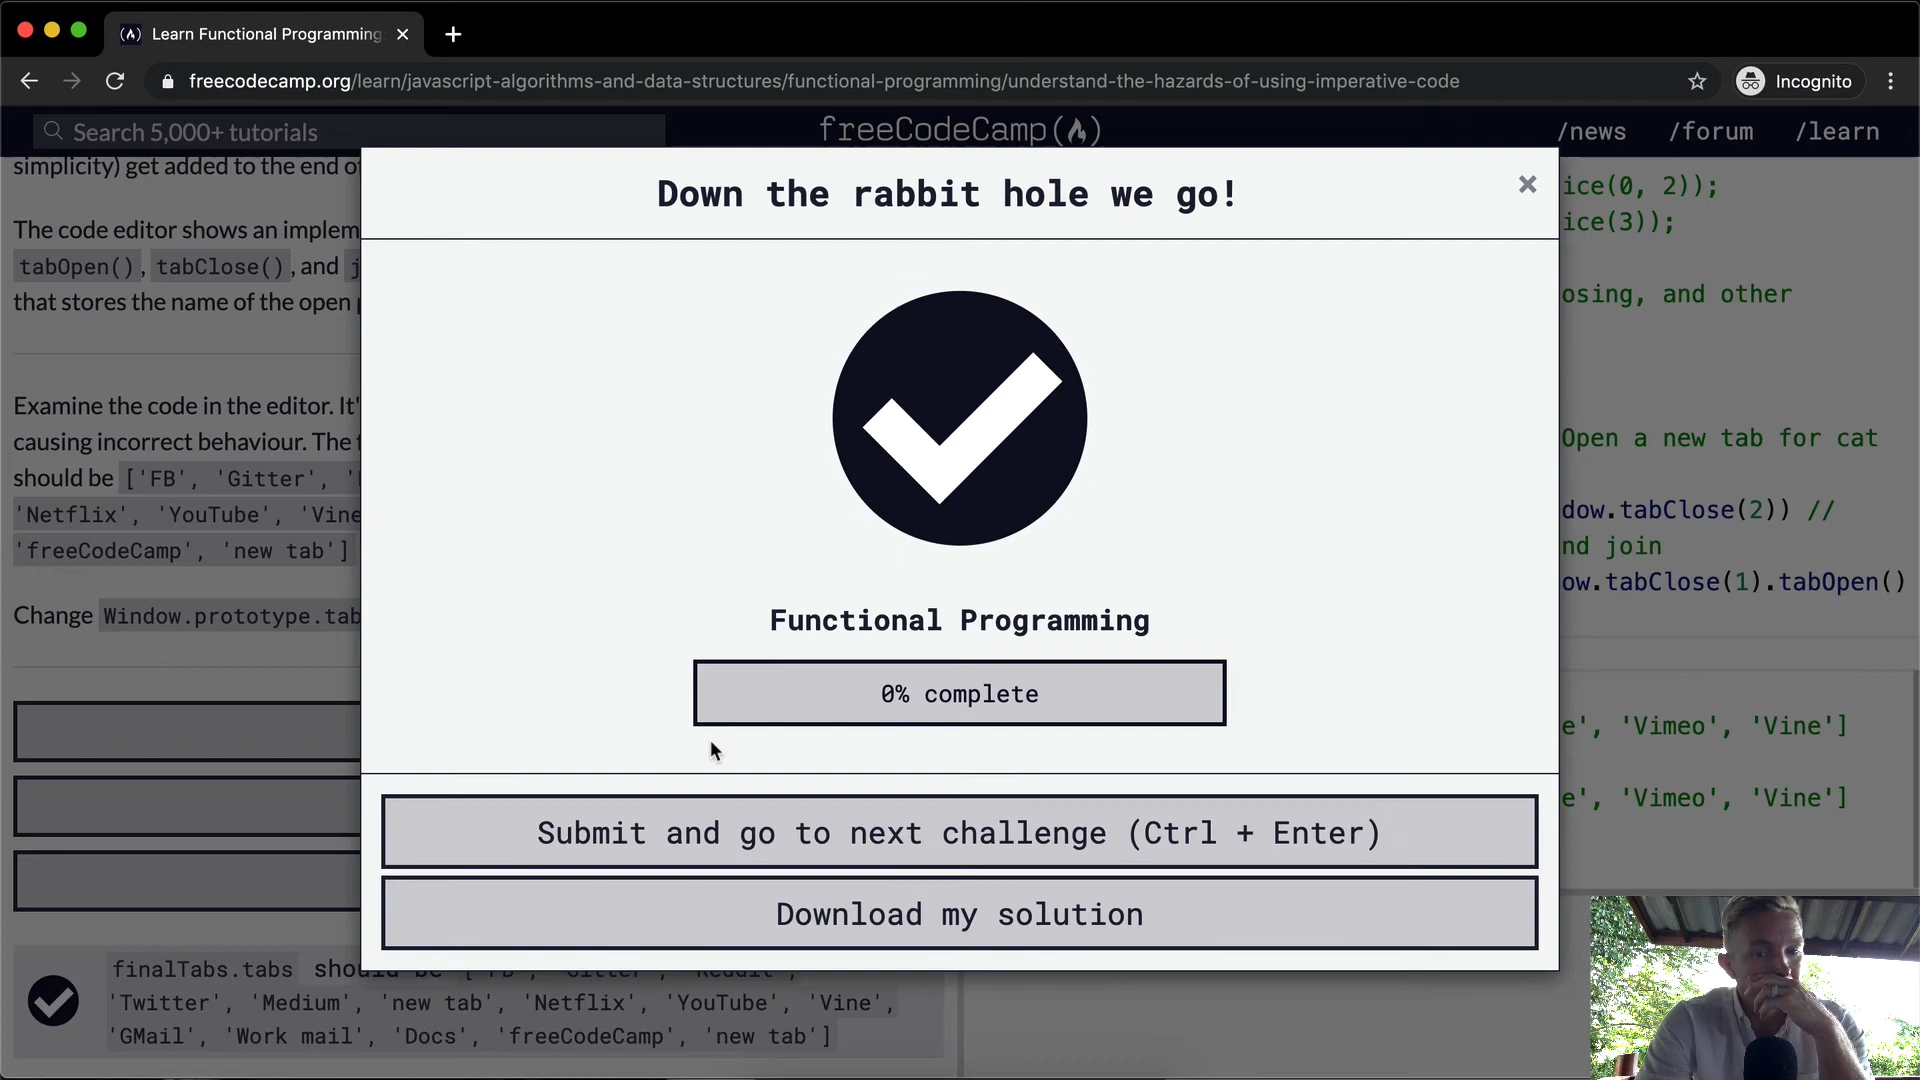 Learn Functional Programming
freecodecamp.org/learn/javascript-algorithms-and-data-structures/functional-programming/understand-the-hazards-of-using-imperative-code
Incognito
Search 5,000+ tutorials
freeCodeCamp
/news
/forum
/learn
simplicity) get added to the end of
The code editor shows an implem
tabOpen(), tabClose(), and j
that stores the name of the open
Examine the code in the editor. It'
causing incorrect behaviour. The f
should be ['FB', 'Gitter', '
'Netflix', 'YouTube', 'Vine
'freeCodeCamp', 'new tab']
Change Window.prototype.tab
Down the rabbit hole we go!
Functional Programming
0% complete
Submit and go to next challenge (Ctrl + Enter)
Download my solution
ice(0, 2));
ice(3));
osing, and other
Open a new tab for cat
dow.tabClose(2)) //
nd join
ow.tabClose(1).tabOpen()
e', 'Vimeo', 'Vine']
e', 'Vimeo', 'Vine']
finalTabs.tabs should be ['FB', 'Gitter', 'Reddit',
'Twitter', 'Medium', 'new tab', 'Netflix', 'YouTube', 'Vine',
'GMail', 'Work mail', 'Docs', 'freeCodeCamp', 'new tab']